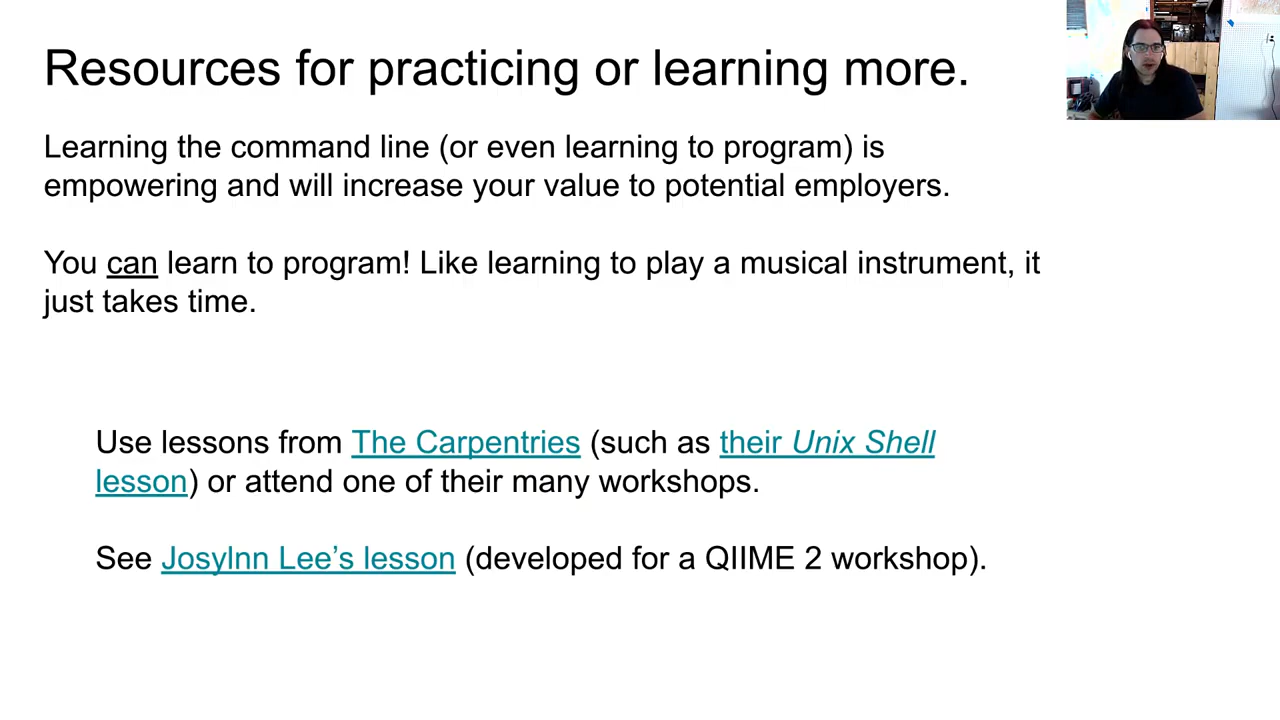 Resources for practicing or learning more.
Learning the command line (or even learning to program) is
empowering and will increase your value to potential employers.
You can learn to program! Like learning to play a musical instrument, it
just takes time.
Use lessons from The Carpentries (such as their Unix Shell
lesson) or attend one of their many workshops.
See Josylnn Lee’s lesson (developed for a QIIME 2 workshop).